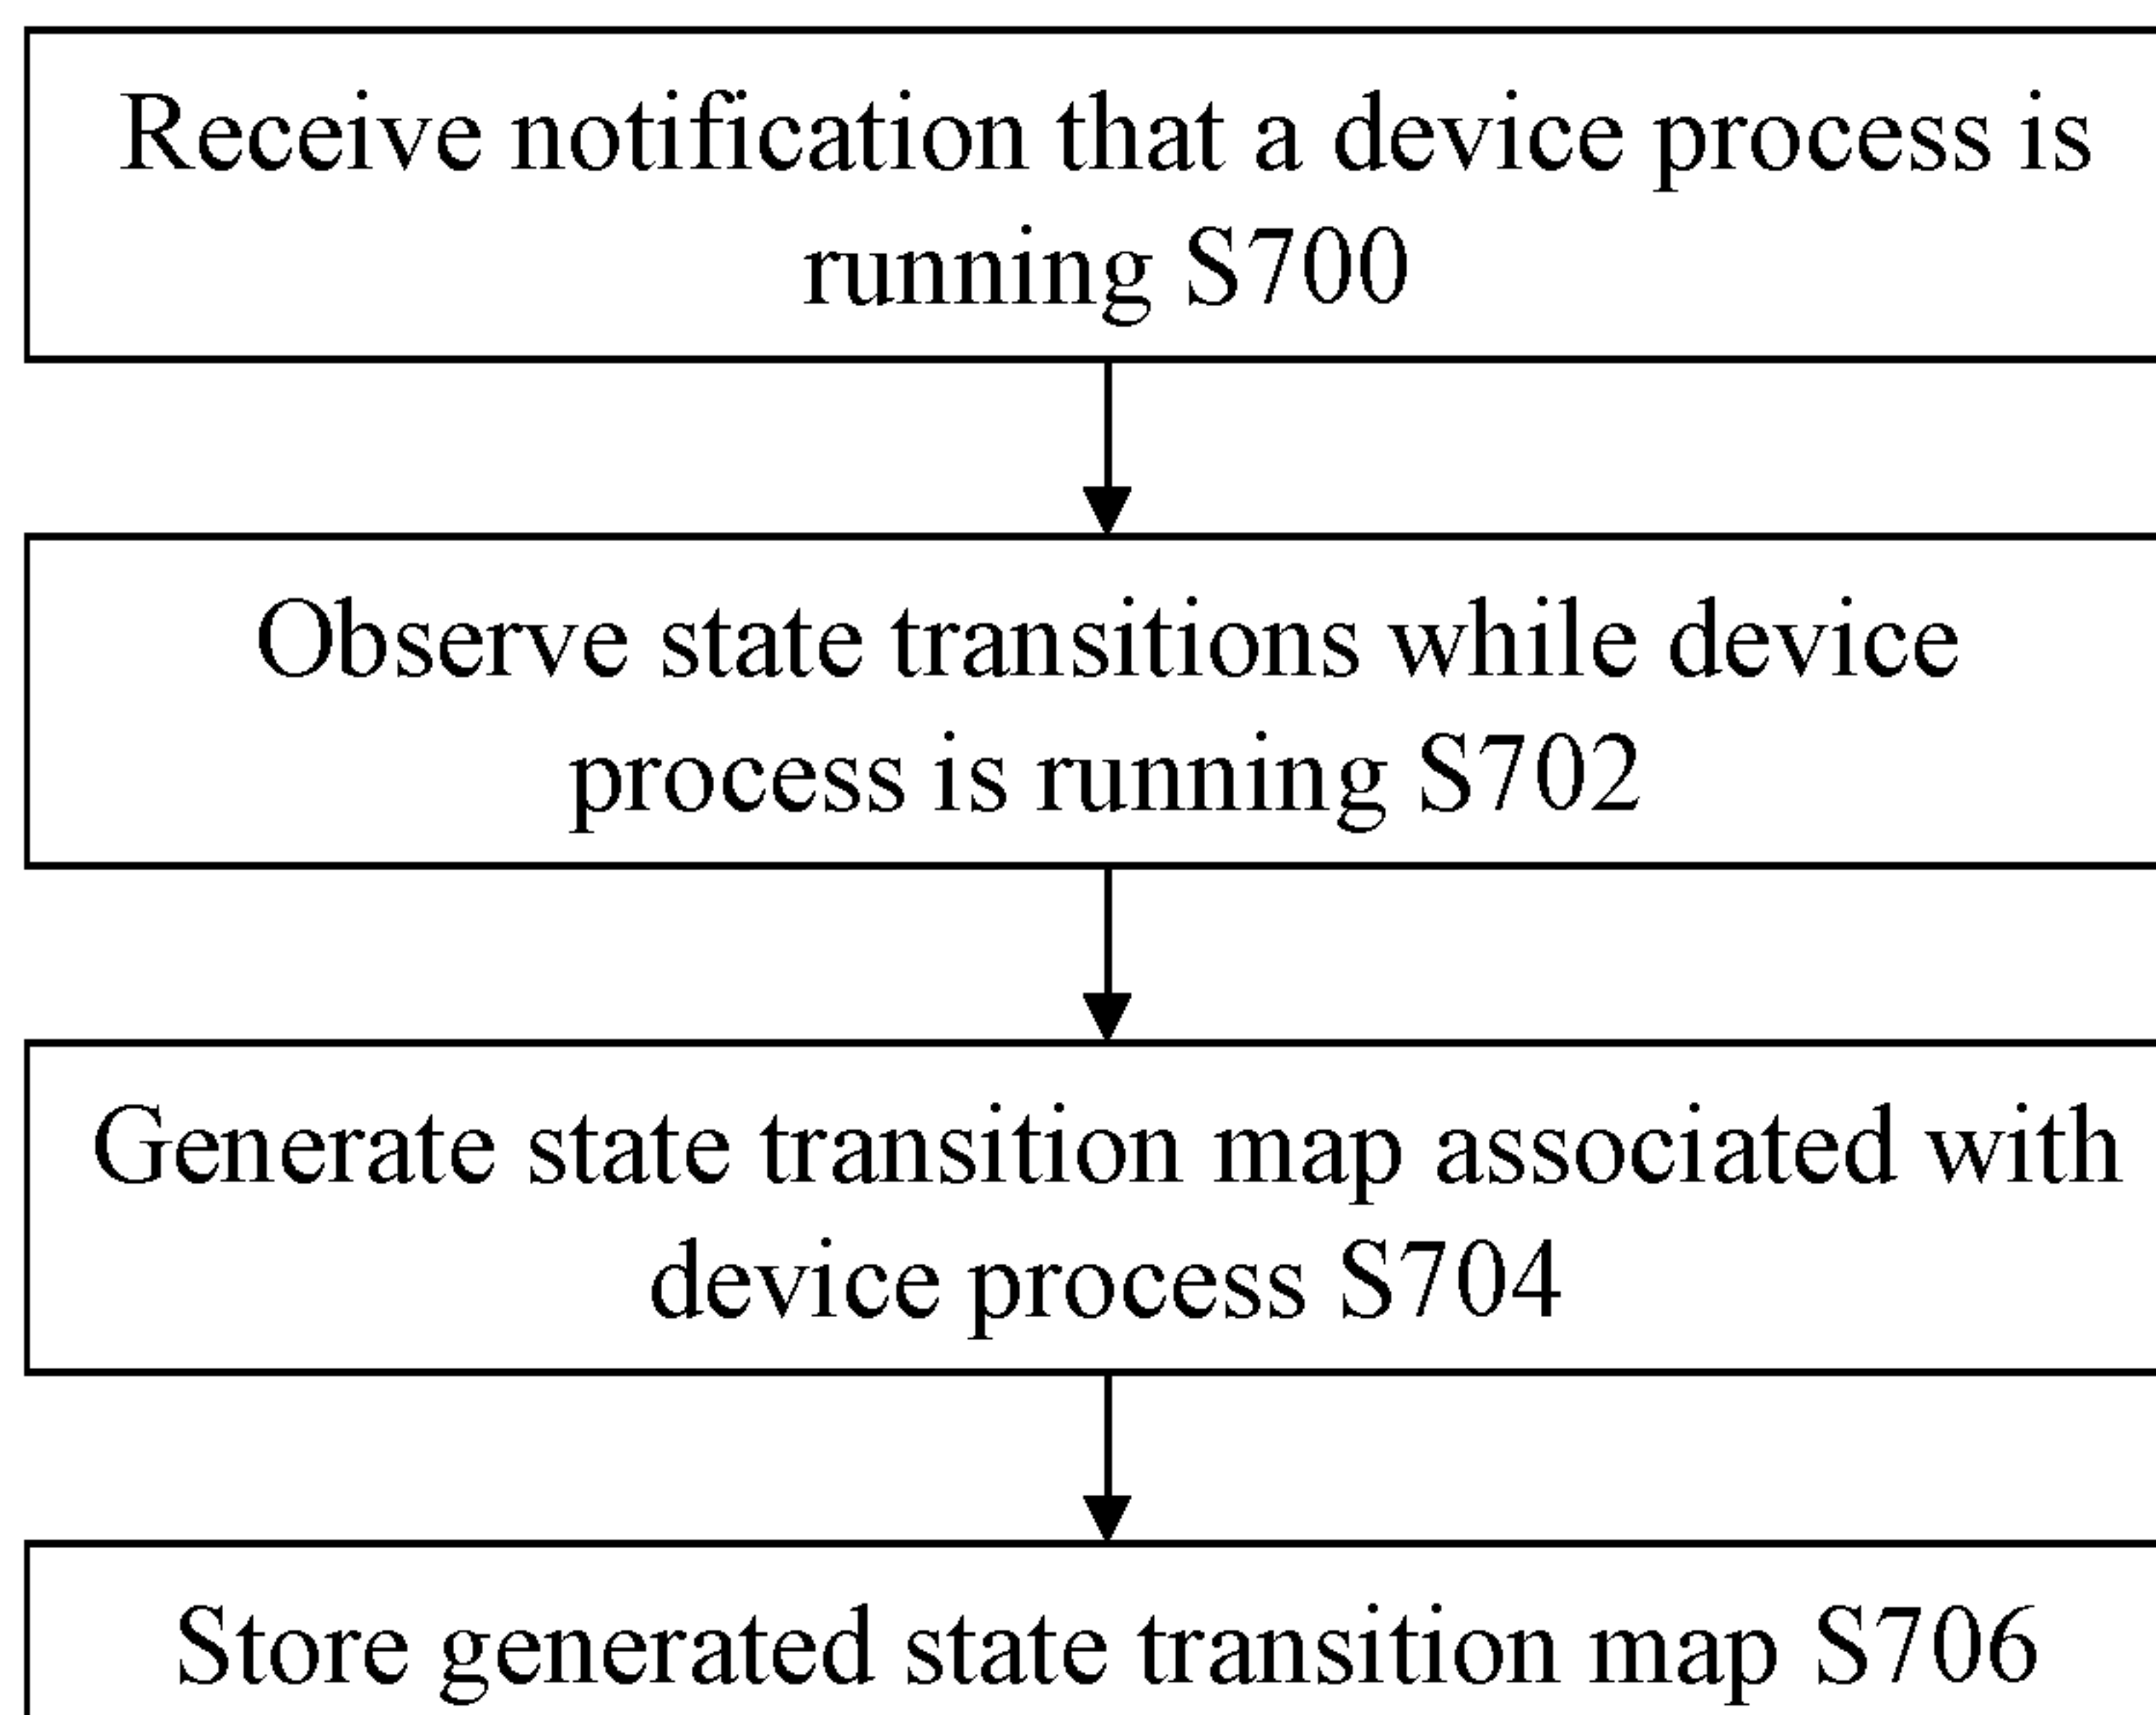 Receive notification that a device process is
running S700
Observe state transitions while device
process is running S702
Generate state transition map associated with
device process S704
Store generated state transition map S706